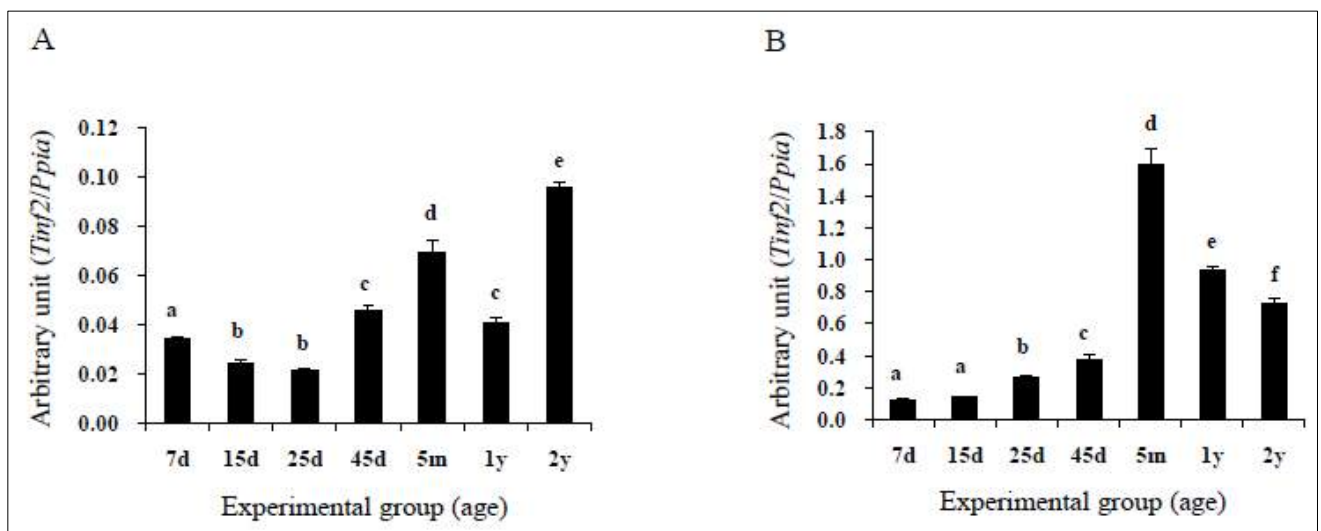 A
Arbitrary unit (Tinf2/Ppia)
0.12
0.10
0.08
0.06
0.04
0.02
0.00
a
b
b
c
d
c
e
7d 15d 25d 45d 5m 1y 2y
Experimental group (age)
B
Arbitrary unit (Tinf2/Ppia)
1.8
1.6
1.4
1.2
1.0
0.8
0.6
0.4
0.2
0.0
a
a
b
c
d
e
f
7d 15d 25d 45d 5m 1y 2y
Experimental group (age)